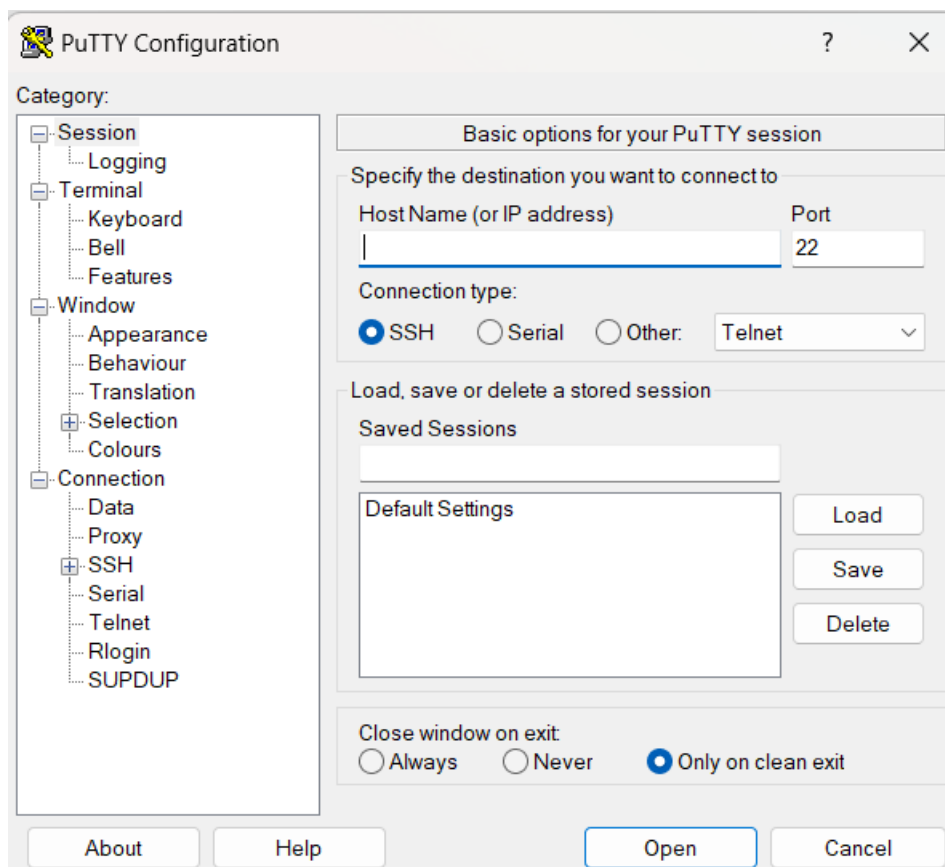 PuTTY Configuration
?
Category:
Session
Logging
Terminal
Keyboard
Bell
Features
Window
Appearance
Behaviour
Translation
Selection
Colours
Connection
Data
Proxy
SSH
Serial
Telnet
Rlogin
SUPDUP
Basic options for your PuTTY session
Specify the destination you want to connect to
Host Name (or IP address) Port
22
Connection type:
SSH Serial Other: Telnet
Load, save or delete a stored session
Saved Sessions
Default Settings
Load
Save
Delete
Close window on exit:
Always Never Only on clean exit
About Help Open Cancel